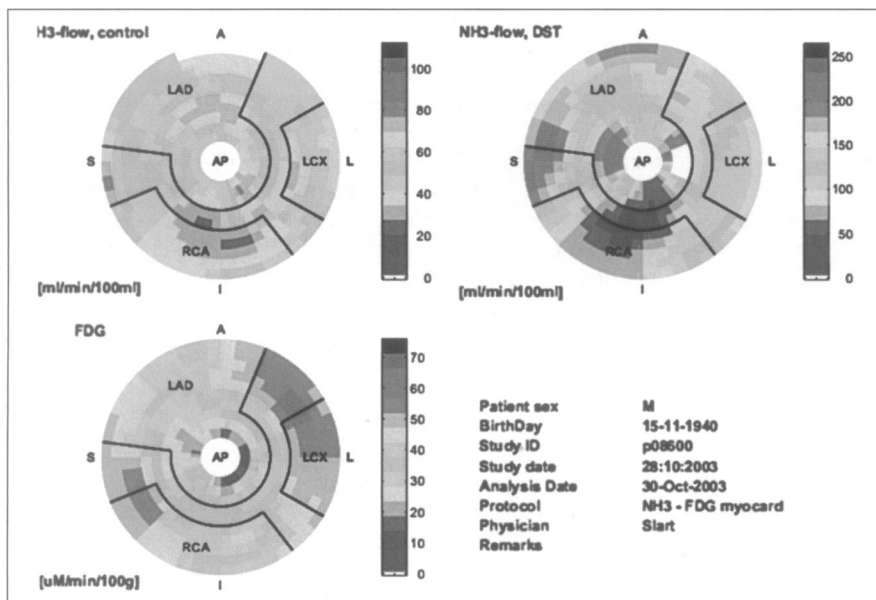 H3-flow, control
A
LAD
S
AP
LCX
L
RCA
I
[ml/min/100ml]
100
80
60
40
20
0
NH3-flow, DST
A
LAD
S
AP
LCX
L
RCA
I
[ml/min/100ml]
250
200
150
100
50
0
FDG
A
LAD
S
AP
LCX
L
RCA
I
[uM/min/100g]
70
60
50
40
30
20
10
0
Patient sex M
BirthDay 15-11-1940
Study ID p08600
Study date 28:10:2003
Analysis Date 30-Oct-2003
Protocol NH3 - FDG myocard
Physician Slart
Remarks